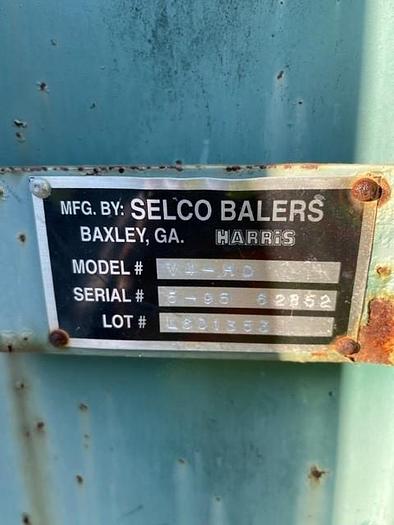 MFG. BY: SELCO BALERS
BAXLEY, GA. HARRIS
MODEL # V4-HD
SERIAL # 5-95 62852
LOT #